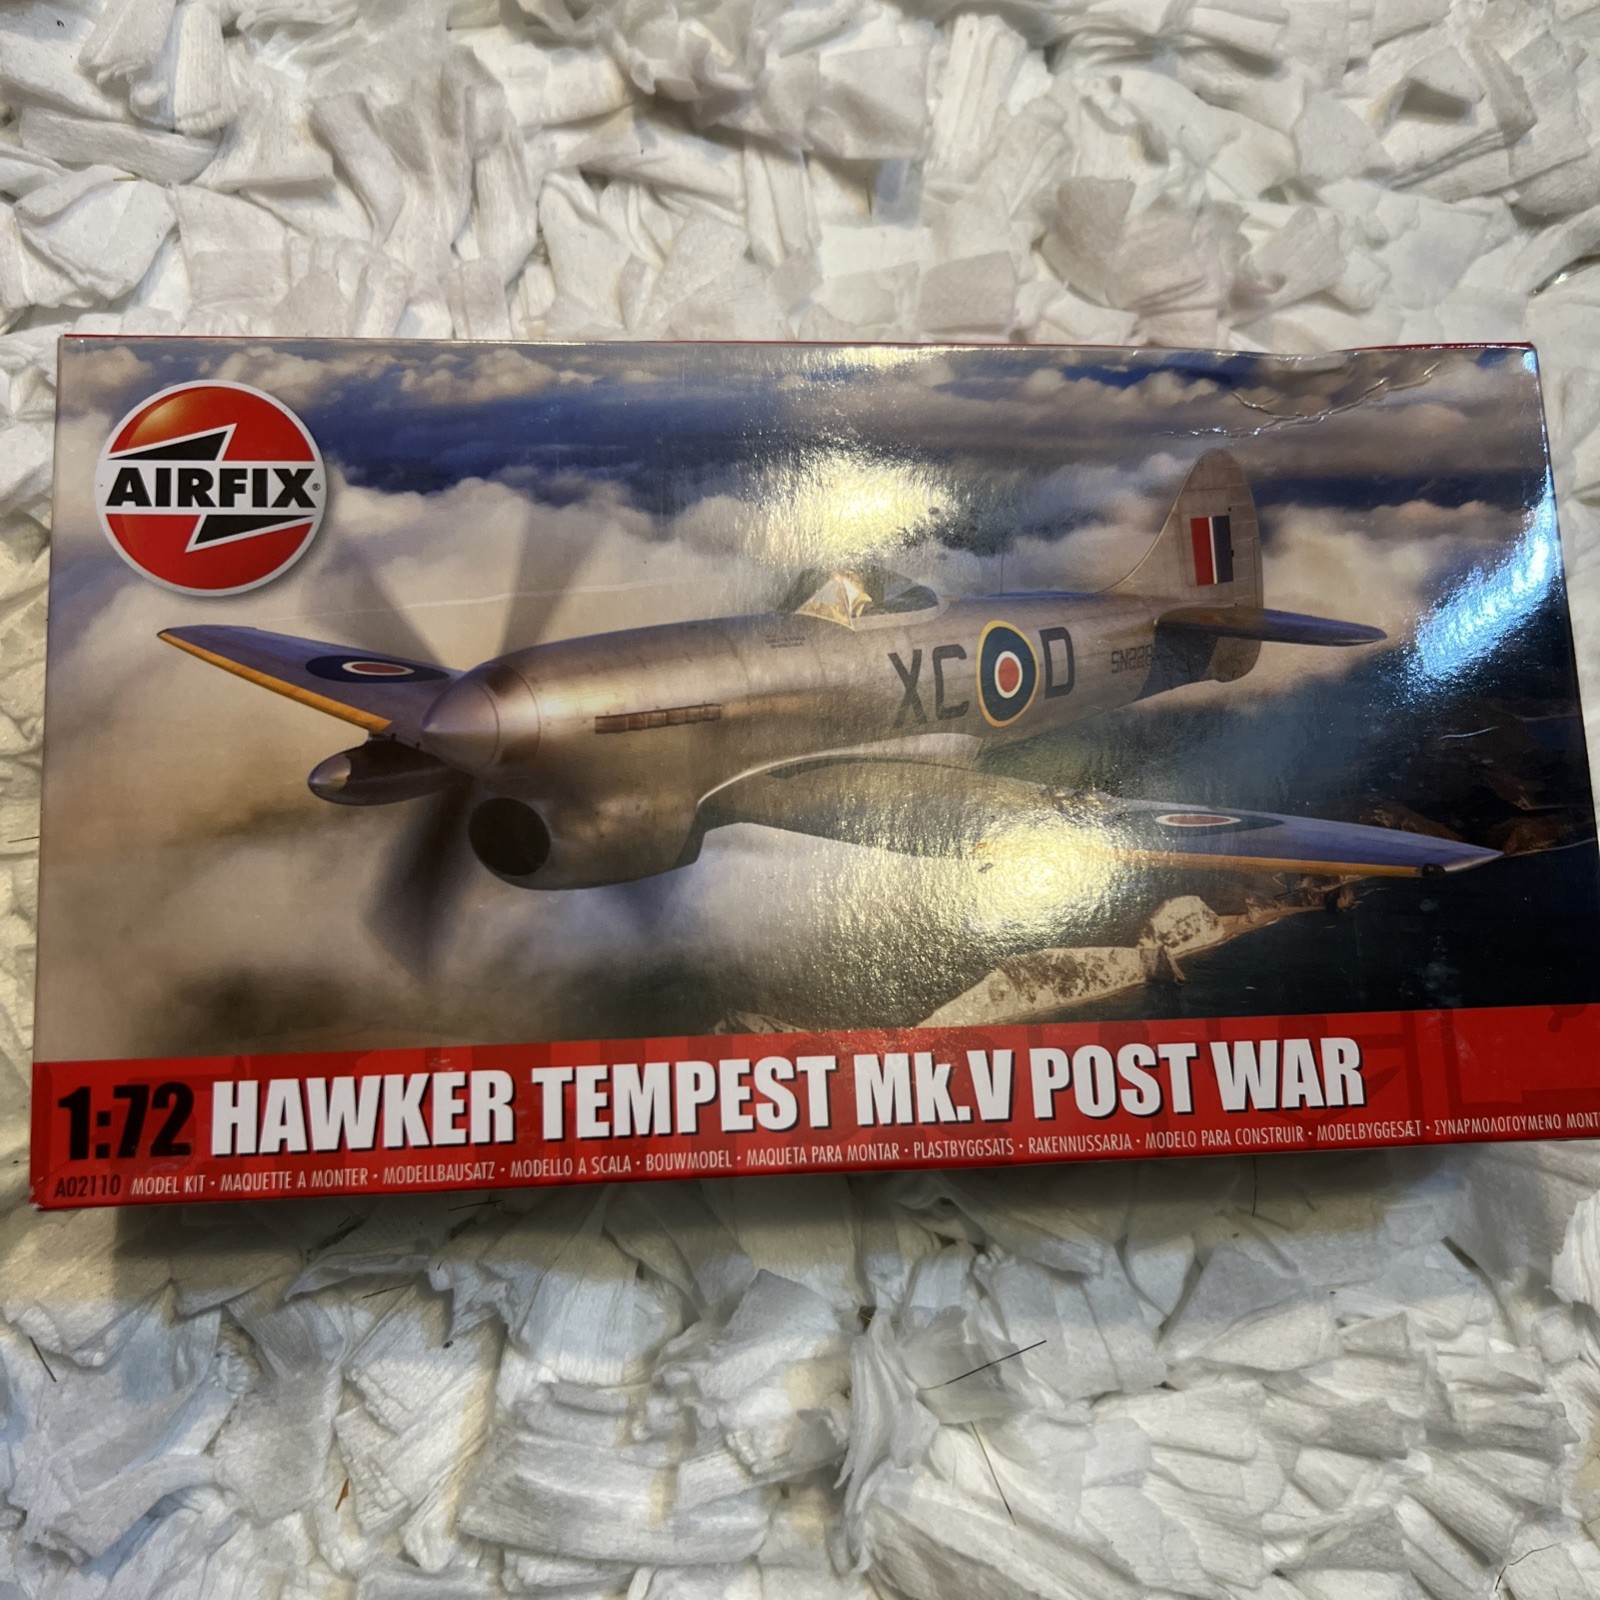 AIRFIX®
XC D
1:72 HAWKER TEMPEST Mk.V POST WAR
A02110 MODEL KIT • MAQUETTE A MONTER • MODELLBAUSATZ • MODELLO A SCALA • BOUWMODEL • MAQUETA PARA MONTAR • PLASTBYGGSATS • RAKENNUSSARJA • MODELO PARA CONSTRUIR • MODELBYGGESÆT • ΣΥΝΑΡΜΟΛΟΓΟΥΜΕΝΟ